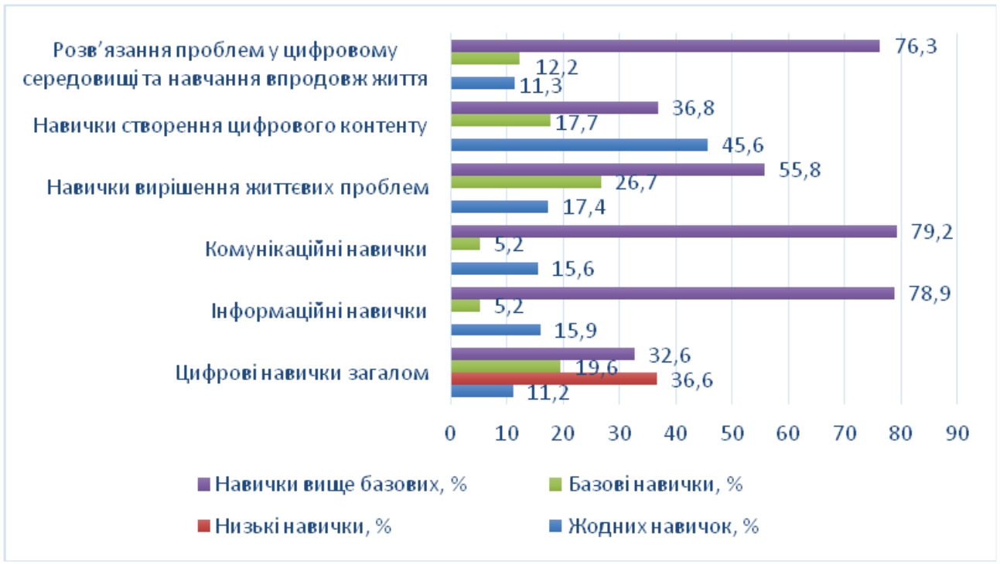 Розв’язання проблем у цифровому
середовищі та навчання впродовж життя
76,3
12,2
11,3
Навички створення цифрового контенту
36,8
17,7
45,6
Навички вирішення життєвих проблем
55,8
26,7
17,4
Комунікаційні навички
79,2
5,2
15,6
Інформаційні навички
78,9
5,2
15,9
Цифрові навички загалом
32,6
19,6
36,6
11,2
0 10 20 30 40 50 60 70 80 90
Навички вище базових, % Базові навички, %
Низькі навички, % Жодних навичок, %